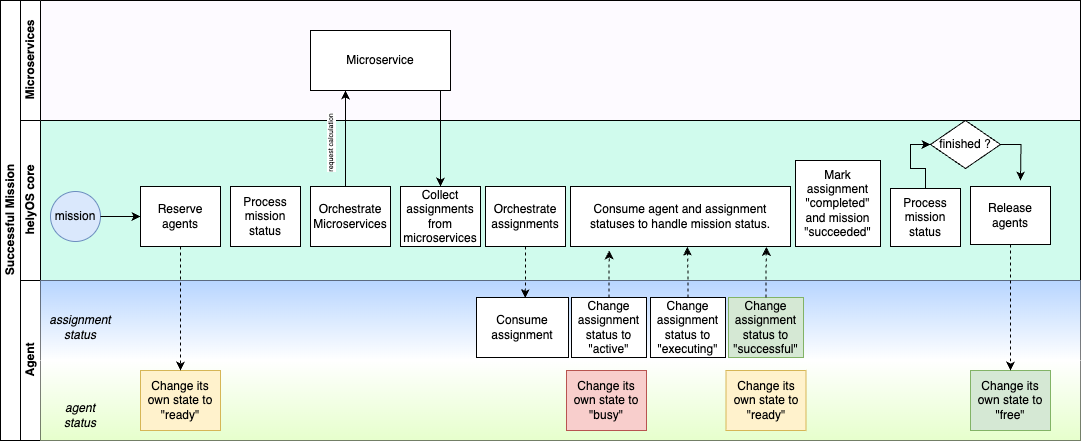 Successful Mission
Microservices
Microservice
request calculation
helyOS core
mission
Reserve
agents
Process
mission
status
Orchestrate
Microservices
Collect
assignments
from
microservices
Orchestrate
assignments
Consume agent and assignment
statuses to handle mission status.
Mark
assignment
"completed"
and mission
"succeeded"
Process
mission
status
finished ?
Release
agents
Agent
assignment
status
Consume
assignment
Change
assignment
status to
"active"
Change
assignment
status to
"executing"
Change
assignment
status to
"successful"
agent
status
Change its
own state to
"ready"
Change its
own state to
"busy"
Change its
own state to
"ready"
Change its
own state to
"free"